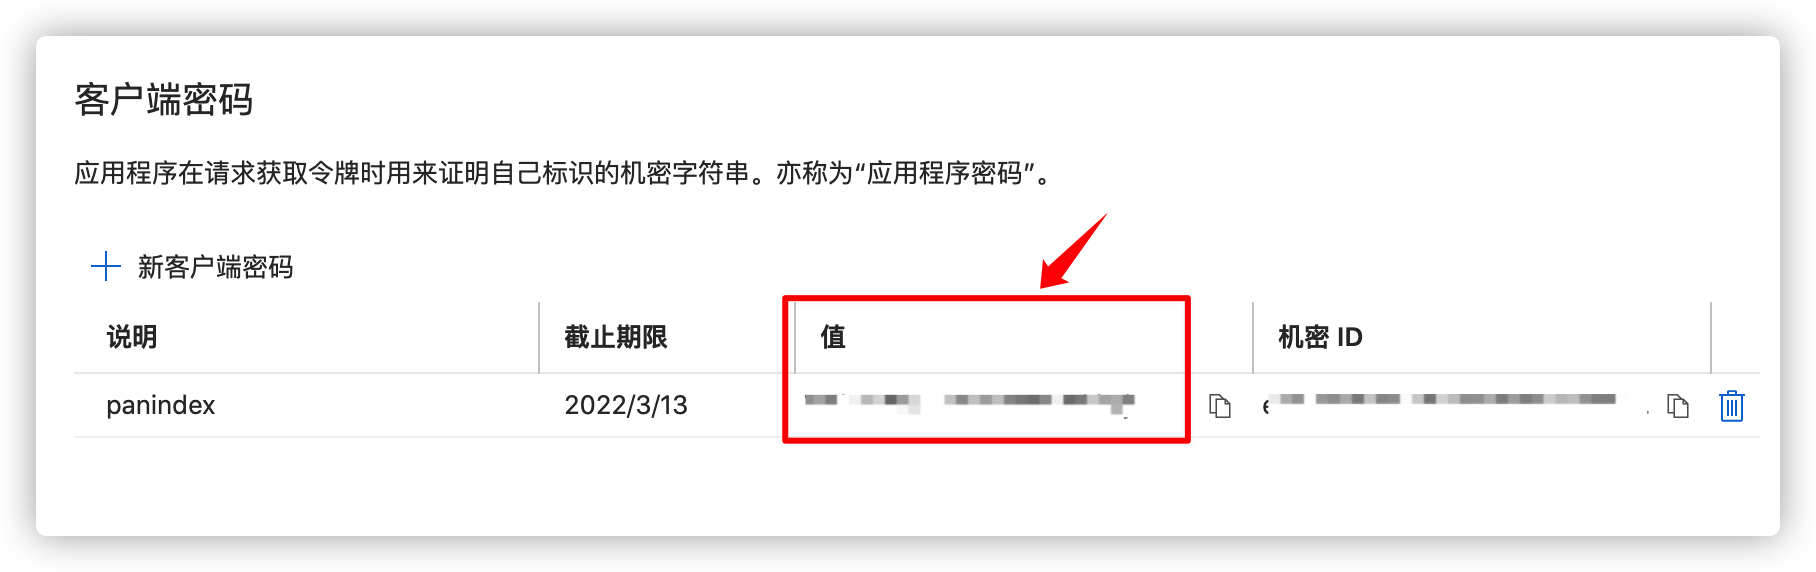 客户端密码
应用程序在请求获取令牌时用来证明自己标识的机密字符串。亦称为“应用程序密码”。
新客户端密码
说明 截止期限 值 机密 ID
panindex 2022/3/13